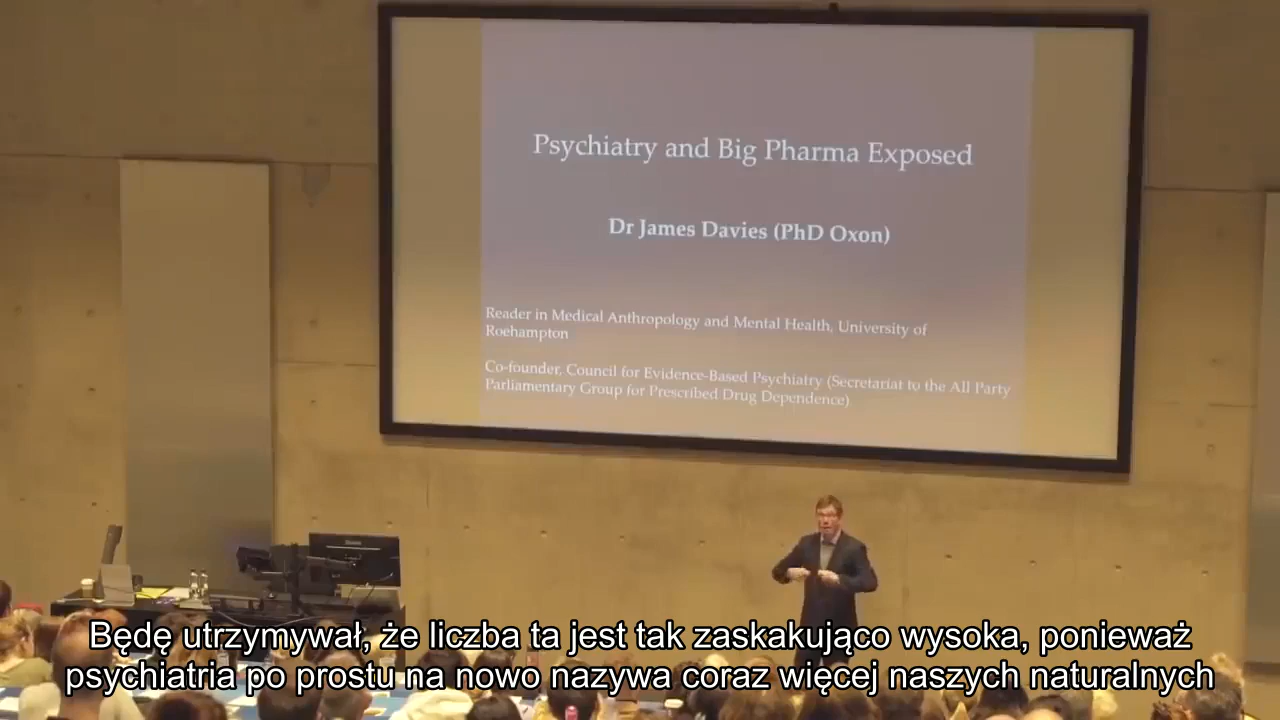 Psychiatry and Big Pharma Exposed
Dr James Davies (PhD Oxon)
Reader in Medical Anthropology and Mental Health, University of
Roehampton
Co-founder, Council for Evidence-Based Psychiatry (Secretariat to the All Party
Parliamentary Group for Prescribed Drug Dependence)
Będę utrzymywał, że liczba ta jest tak zaskakująco wysoka, ponieważ
psychiatria po prostu na nowo nazywa coraz więcej naszych naturalnych